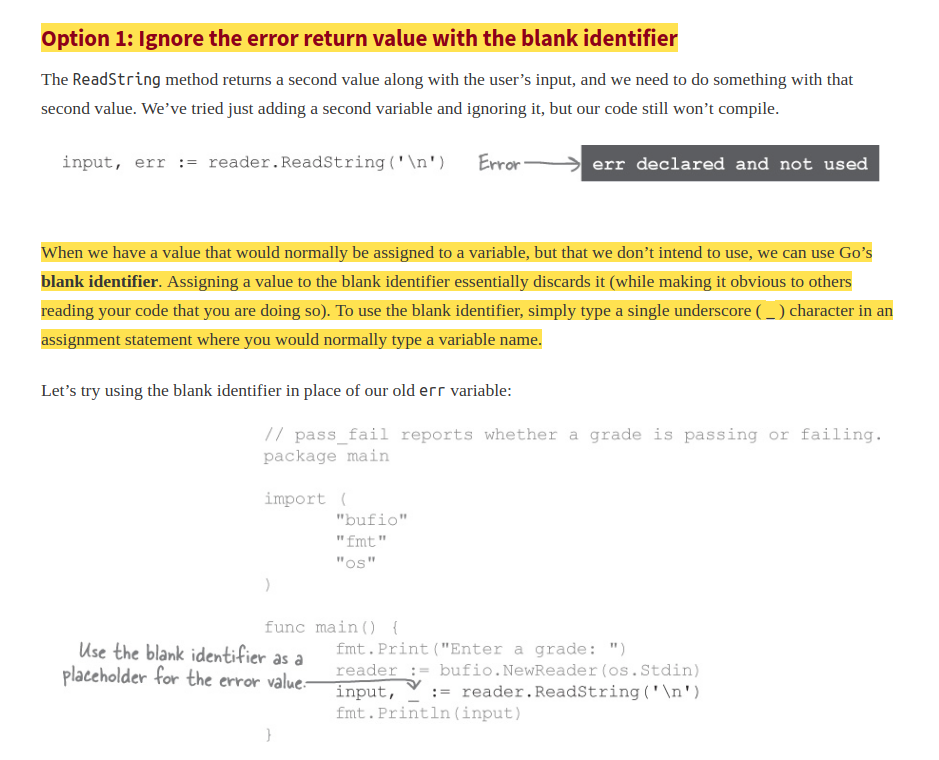 Option 1: Ignore the error return value with the blank identifier
The ReadString method returns a second value along with the user’s input, and we need to do something with that
second value. We’ve tried just adding a second variable and ignoring it, but our code still won’t compile.
input, err := reader.ReadString('\n') Error err declared and not used
When we have a value that would normally be assigned to a variable, but that we don’t intend to use, we can use Go’s
blank identifier. Assigning a value to the blank identifier essentially discards it (while making it obvious to others
reading your code that you are doing so). To use the blank identifier, simply type a single underscore ( _ ) character in an
assignment statement where you would normally type a variable name.
Let’s try using the blank identifier in place of our old err variable:
// pass_fail reports whether a grade is passing or failing.
package main
import (
"bufio"
"fmt"
"os"
)
func main() {
fmt.Print("Enter a grade: ")
reader := bufio.NewReader(os.Stdin)
input, _ := reader.ReadString('\n')
fmt.Println(input)
}
Use the blank identifier as a
placeholder for the error value.